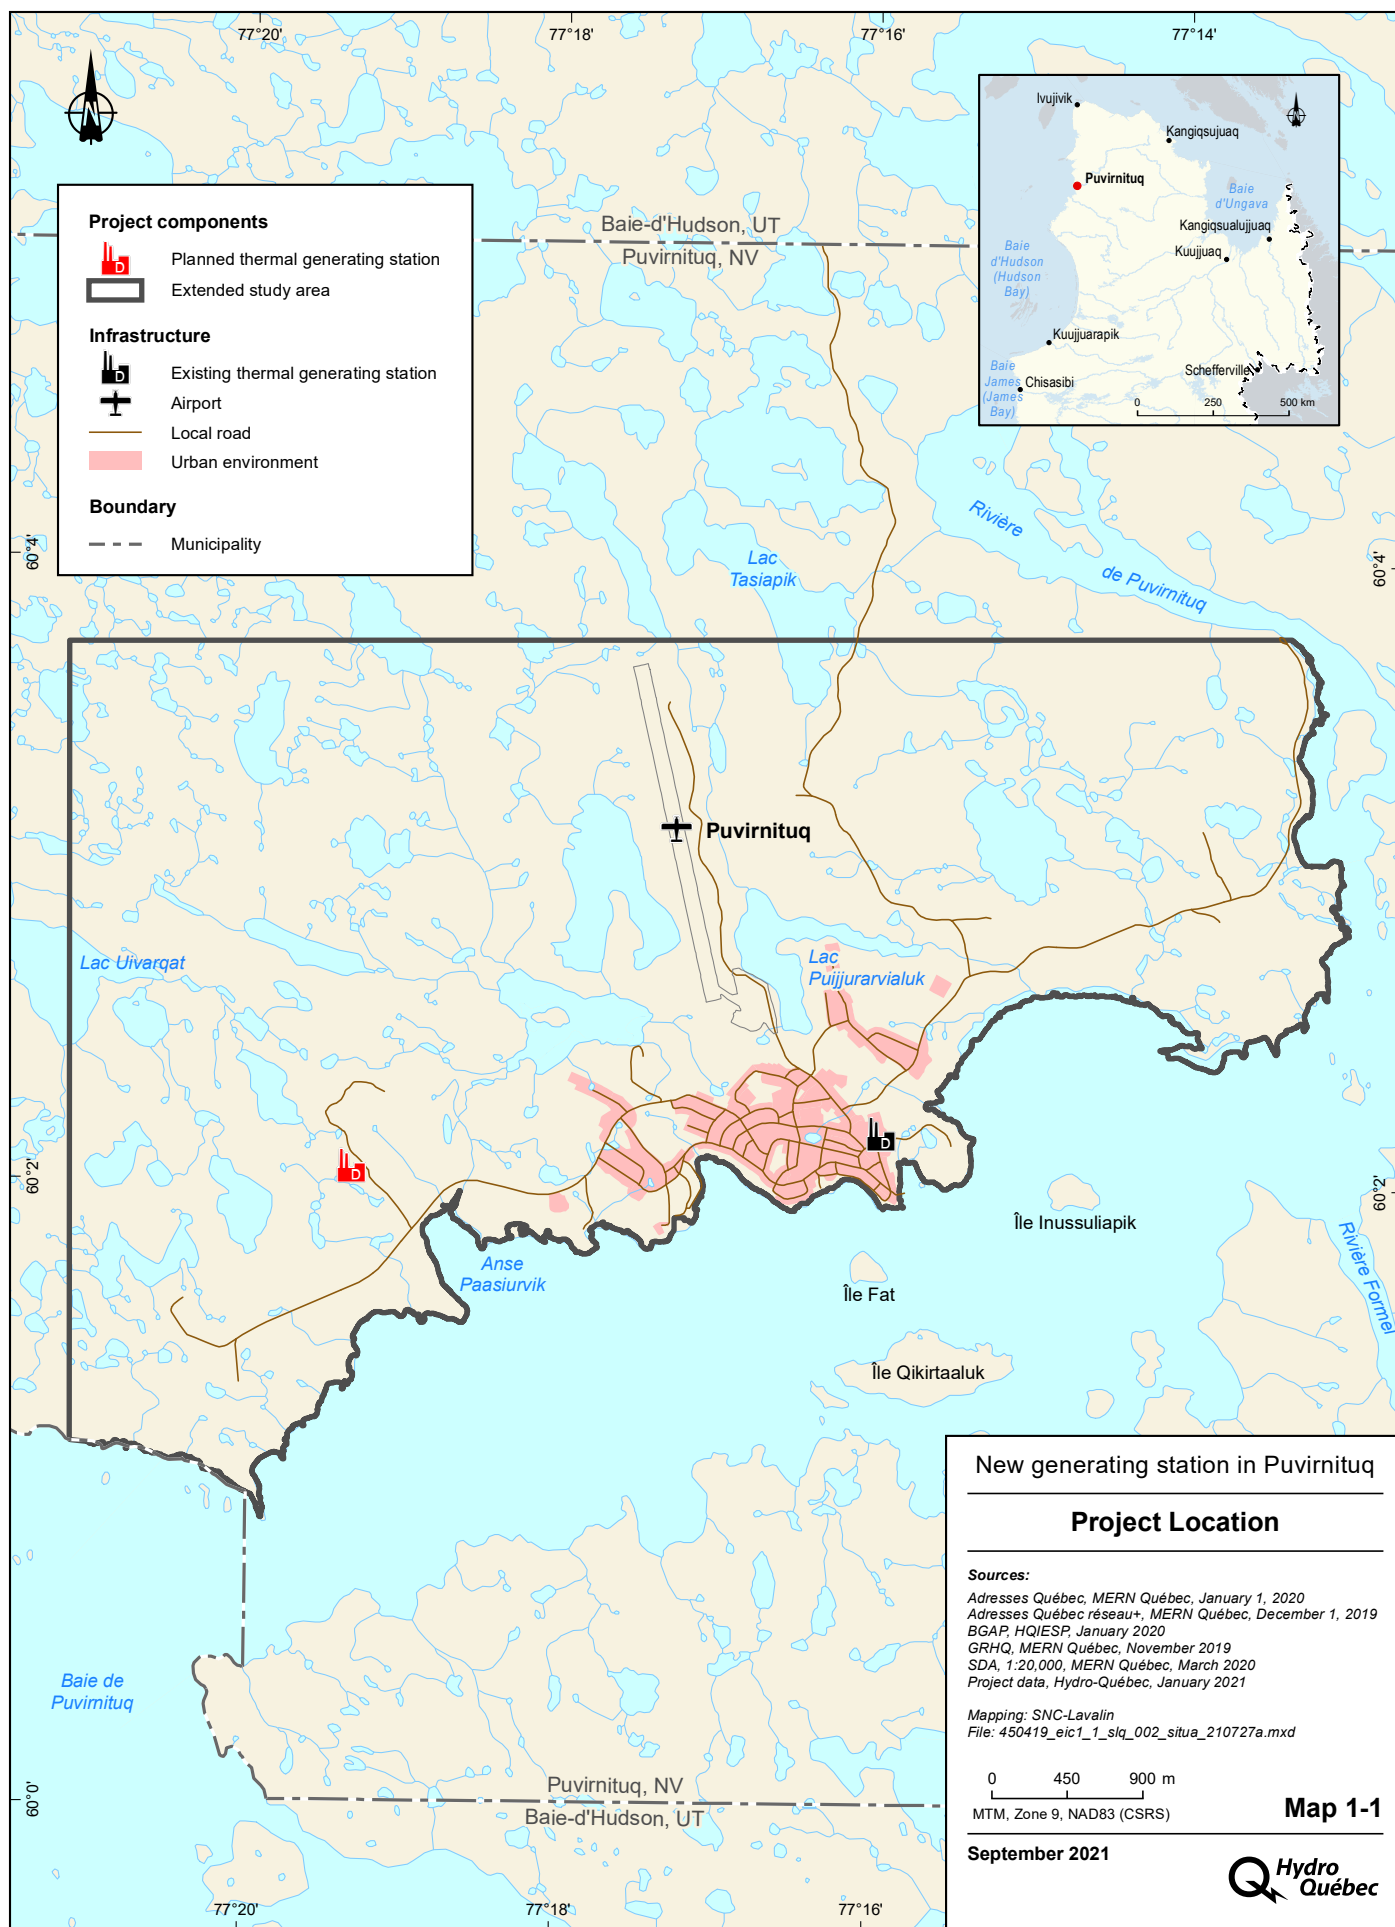 77°20'
77°18'
77°16'
77°14'
N
Project components
D
Planned thermal generating station
Extended study area
Infrastructure
D
Existing thermal generating station
Airport
Local road
Urban environment
Boundary
Municipality
Baie-d'Hudson, UT
Puvirnituq, NV
Ivujivik
Kangiqsujuaq
Puvirnituq
Baie
d'Ungava
Kangiqsualujjuaq
Kuujjuaq
Baie
d'Hudson
(Hudson
Bay)
Kuujjuarapik
Baie
James
(James
Bay)
Chisasibi
Schefferville
0
250
500 km
60°4'
60°4'
Rivière
de Puvirnituq
Lac
Tasiapik
Puvirnituq
Lac Uivarqat
Lac
Puijjurarvialuk
D
D
60°2'
60°2'
Île Inussuliapik
Anse
Paasiurvik
Île Fat
Rivière Formel
Île Qikirtaaluk
Baie de
Puvirnituq
60°0'
Puvirnituq, NV
Baie-d'Hudson, UT
77°20'
77°18'
77°16'
New generating station in Puvirnituq
Project Location
Sources:
Adresses Québec, MERN Québec, January 1, 2020
Adresses Québec réseau+, MERN Québec, December 1, 2019
BGAP, HQIESP, January 2020
GRHQ, MERN Québec, November 2019
SDA, 1:20,000, MERN Québec, March 2020
Project data, Hydro-Québec, January 2021
Mapping: SNC-Lavalin
File: 450419_eic1_1_slq_002_situa_210727a.mxd
0
450
900 m
MTM, Zone 9, NAD83 (CSRS)
Map 1-1
September 2021
Hydro
Québec